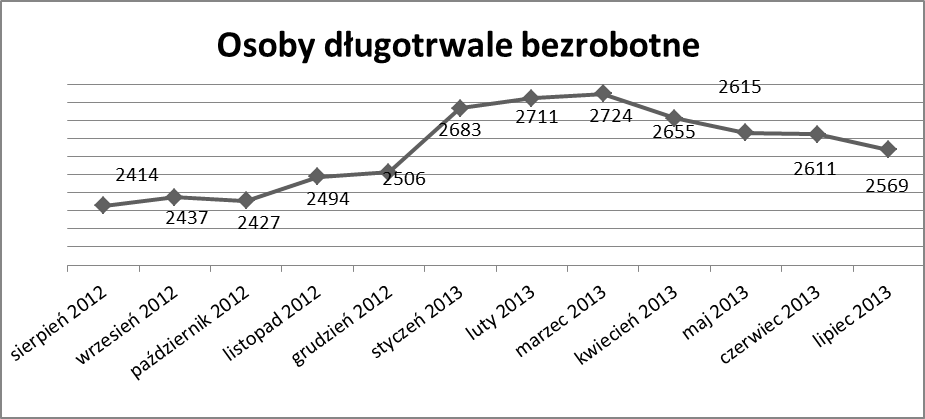 Osoby długotrwale bezrobotne
2414
2437
2427
2494
2506
2683
2711
2724
2655
2615
2611
2569
sierpień 2012
wrzesień 2012
październik 2012
listopad 2012
grudzień 2012
styczeń 2013
luty 2013
marzec 2013
kwiecień 2013
maj 2013
czerwiec 2013
lipiec 2013